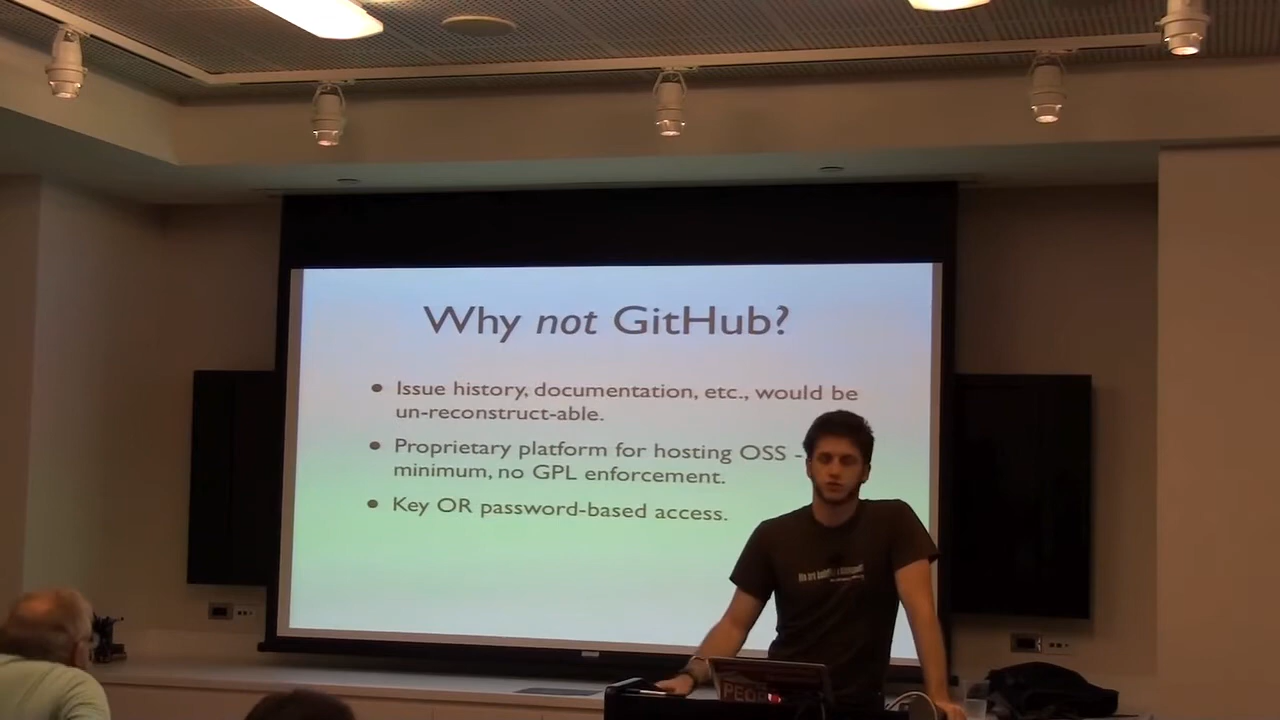 Why not GitHub?
• Issue history, documentation, etc., would be
un-reconstruct-able.
• Proprietary platform for hosting OSS -
minimum, no GPL enforcement.
• Key OR password-based access.